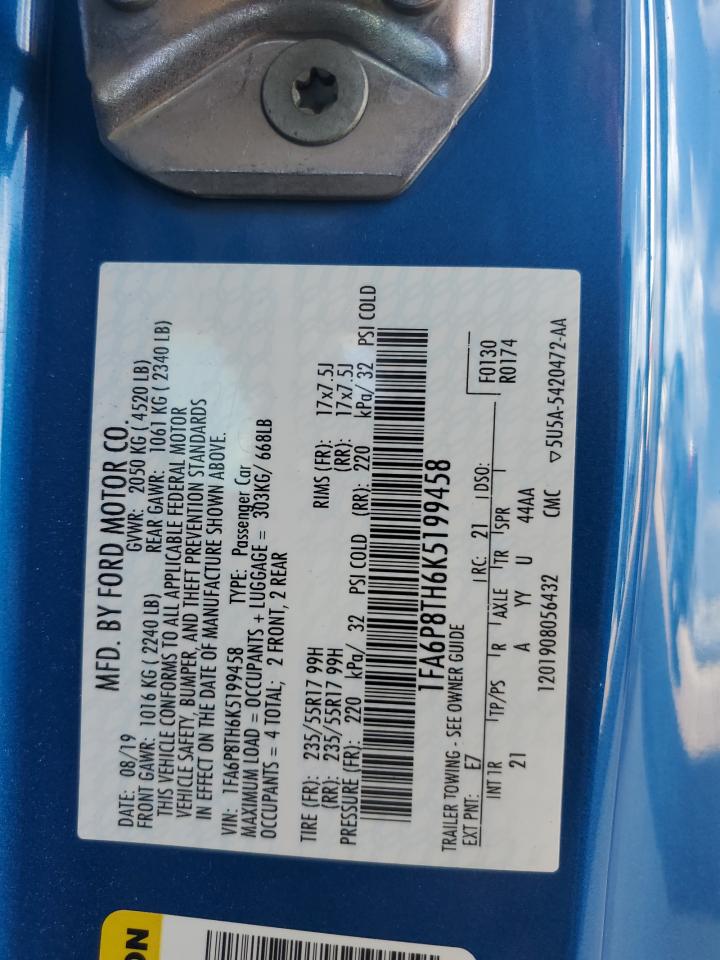 MFD. BY FORD MOTOR CO.
DATE: 08/19 GVWR: 2050 KG ( 4520 LB)
FRONT GAWR: 1016 KG ( 2240 LB) REAR GAWR: 1061 KG ( 2340 LB)
THIS VEHICLE CONFORMS TO ALL APPLICABLE FEDERAL MOTOR
VEHICLE SAFETY, BUMPER, AND THEFT PREVENTION STANDARDS
IN EFFECT ON THE DATE OF MANUFACTURE SHOWN ABOVE.
VIN: 1FA6P8TH6K5199458 TYPE: Passenger Car
MAXIMUM LOAD = OCCUPANTS + LUGGAGE = 303KG/ 668LB
OCCUPANTS = 4 TOTAL; 2 FRONT, 2 REAR
TIRE (FR): 235/55R17 99H RIMS (FR): 17x7.5J
(RR): 235/55R17 99H (RR): 17x7.5J
PRESSURE (FR): 220 kPa/ 32 PSI COLD (RR): 220 kPa/ 32 PSI COLD
1FA6P8TH6K5199458
TRAILER TOWING - SEE OWNER GUIDE
EXT PNT: E7 RC: 21 DSO: F0130
R0174
INT TR TP/PS R AXLE TR SPR
21 A YY U 44AA
1201908056432 CMC ▽5U5A-5420472-AA
ON